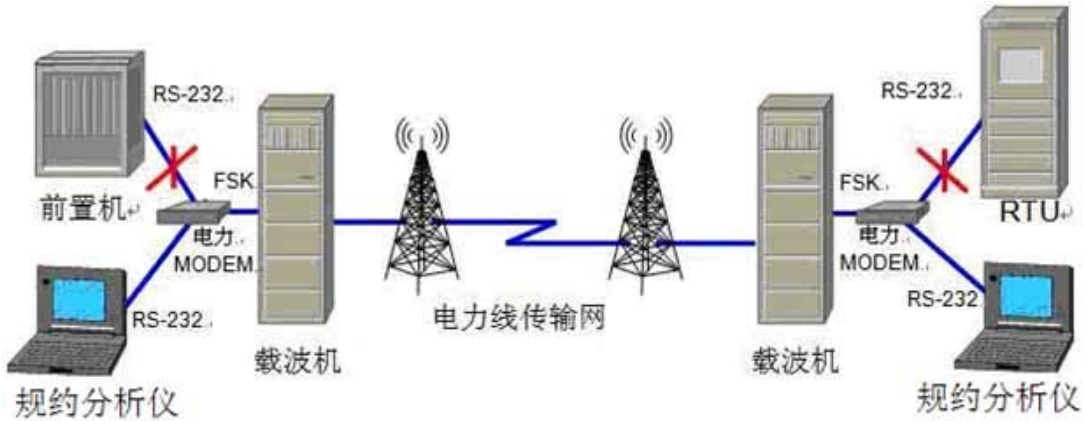 RS-232
前置机
FSK
电力
MODEM
RS-232
规约分析仪
载波机
电力线传输网
RS-232
RTU
FSK
电力
MODEM
RS-232
载波机
规约分析仪